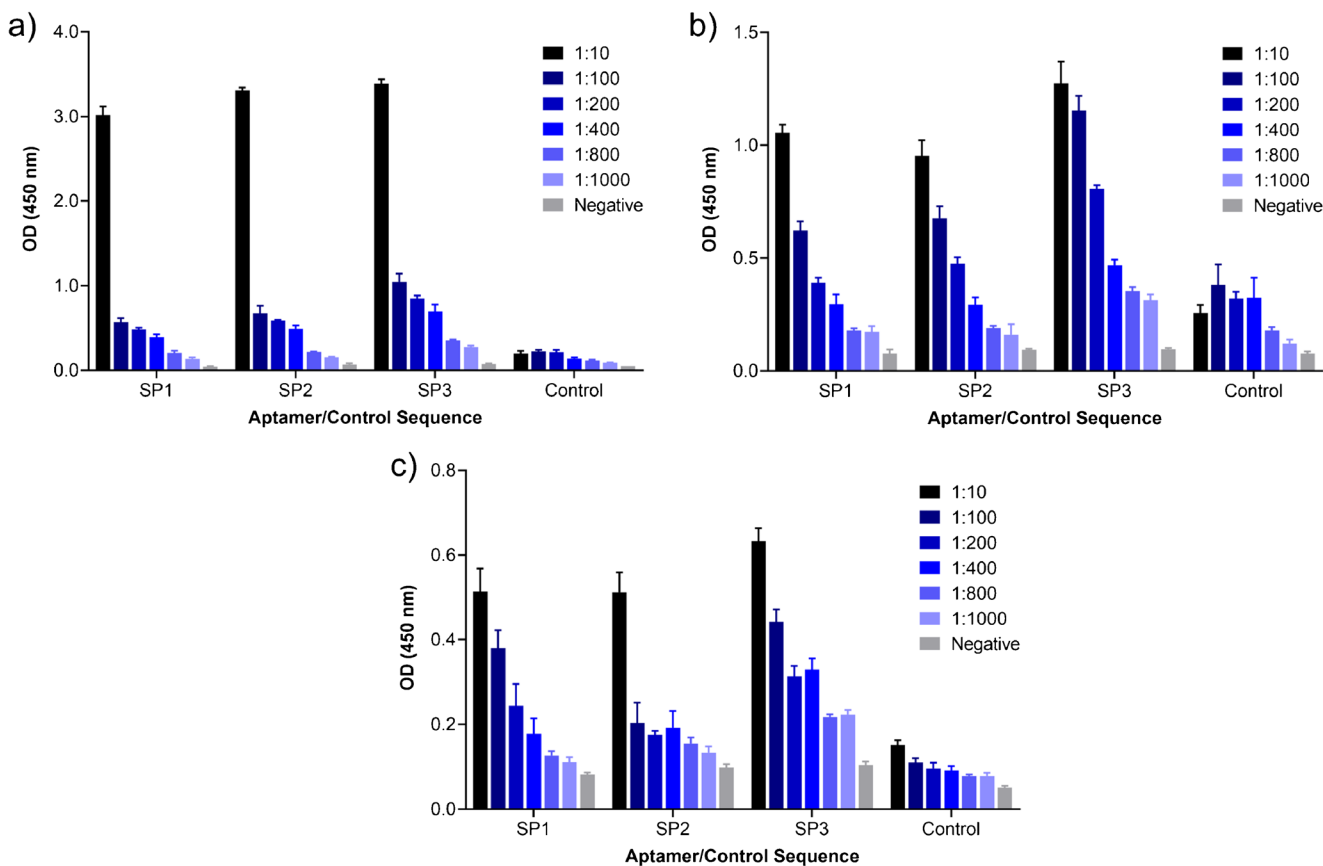 a)
4.0
3.0
2.0
1.0
0.0
OD (450 nm)
1:10
1:100
1:200
1:400
1:800
1:1000
Negative
SP1 SP2 SP3 Control
Aptamer/Control Sequence
b)
1.5
1.0
0.5
0.0
OD (450 nm)
1:10
1:100
1:200
1:400
1:800
1:1000
Negative
SP1 SP2 SP3 Control
Aptamer/Control Sequence
c)
0.8
0.6
0.4
0.2
0.0
OD (450 nm)
1:10
1:100
1:200
1:400
1:800
1:1000
Negative
SP1 SP2 SP3 Control
Aptamer/Control Sequence